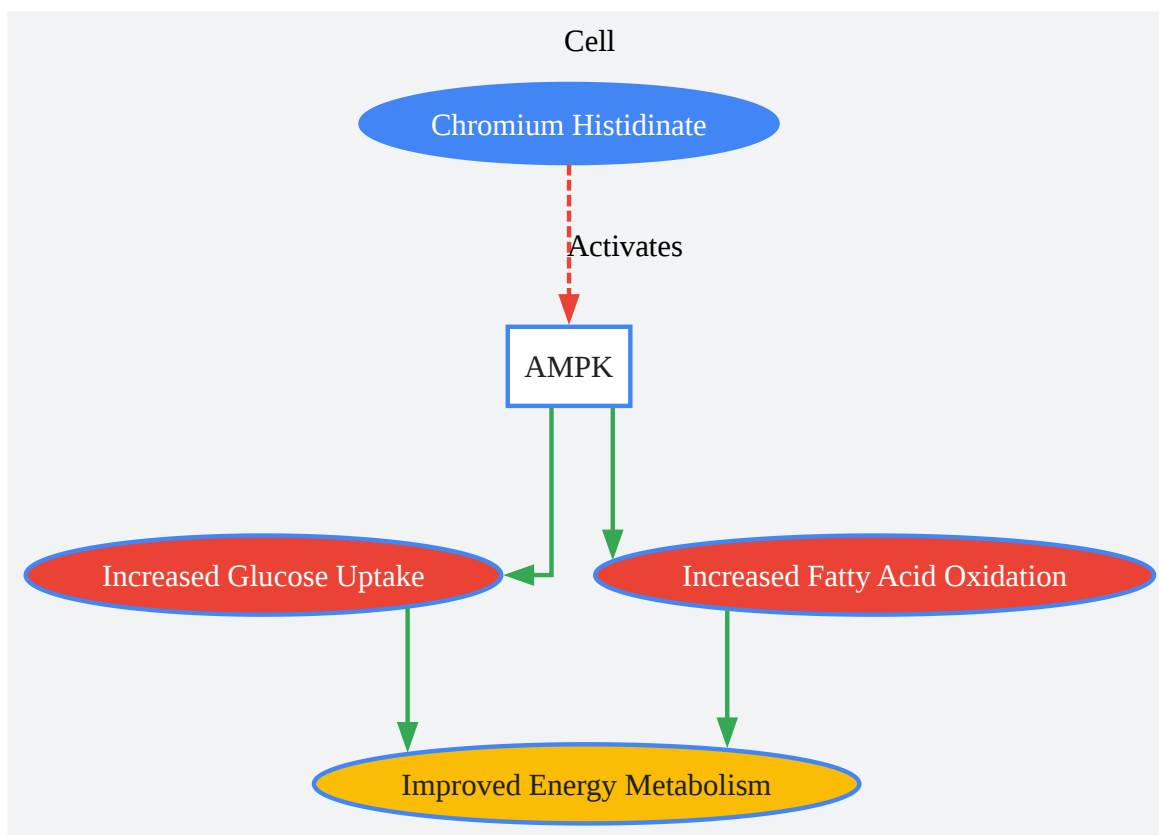 Cell
Chromium Histidinate
Activates
AMPK
Increased Glucose Uptake
Increased Fatty Acid Oxidation
Improved Energy Metabolism